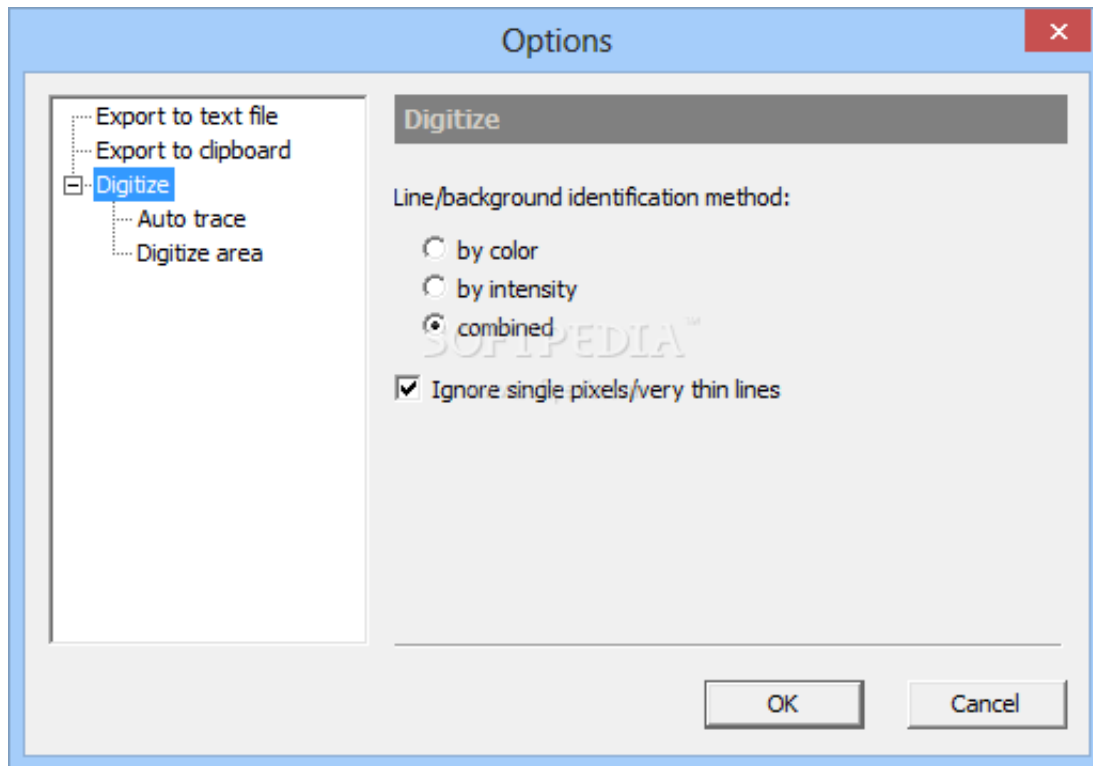 Options
Export to text file
Export to clipboard
Digitize
Auto trace
Digitize area
Digitize
Line/background identification method:
by color
by intensity
combined
SOFTPEDIA™
Ignore single pixels/very thin lines
OK
Cancel